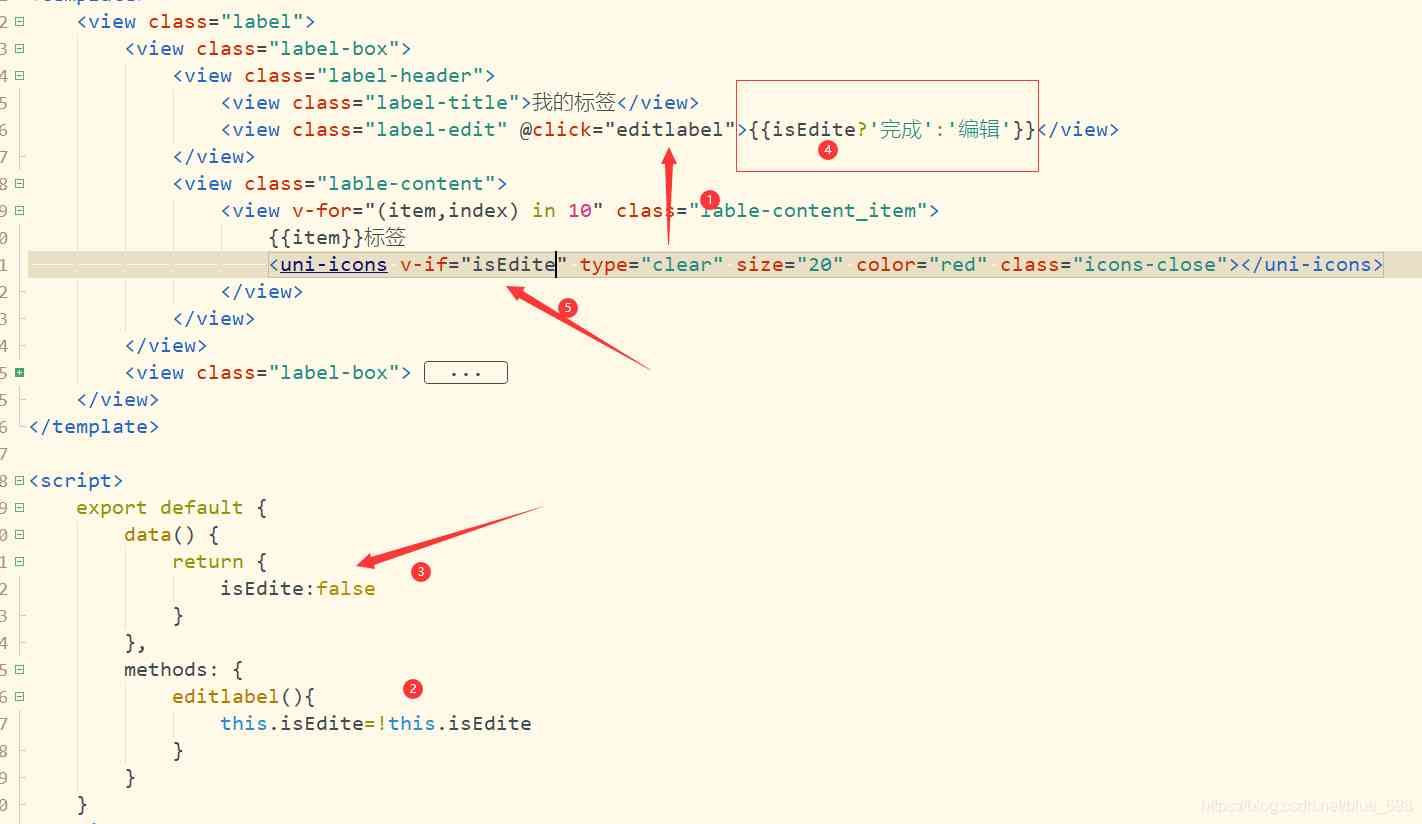 2 <view class="label">
3 <view class="label-box">
4 <view class="label-header">
5 <view class="label-title">我的标签</view>
6 <view class="label-edit" @click="editlabel">{{isEdite?'完成':'编辑'}}</view>
4
7 </view>
8 <view class="lable-content">
1
9 <view v-for="(item,index) in 10" class="lable-content_item">
0 {{item}}标签
1 <uni-icons v-if="isEdite" type="clear" size="20" color="red" class="icons-close"></uni-icons>
2 </view>
5
3 </view>
4 </view>
5 <view class="label-box"> ...
5 </view>
6 </template>
7
8 <script>
9 export default {
0 data() {
1 return {
3
2 isEdite:false
3 }
4 },
5 methods: {
2
6 editlabel(){
7 this.isEdite=!this.isEdite
8 }
9 }
0 }